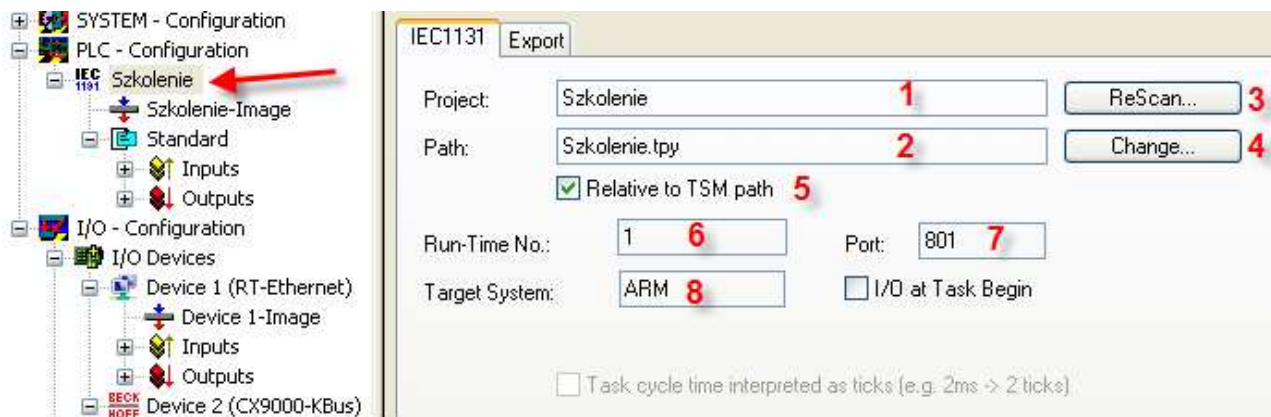 SYSTEM - Configuration
PLC - Configuration
IEC
1131
Szkolenie
Szkolenie-Image
Standard
Inputs
Outputs
I/O - Configuration
I/O Devices
Device 1 (RT-Ethernet)
Device 1-Image
Inputs
Outputs
BECK
HOFF
Device 2 (CX9000-KBus)
IEC1131 Export
Project: Szkolenie 1 ReScan... 3
Path: Szkolenie.tpy 2 Change... 4
Relative to TSM path 5
Run-Time No.: 1 6 Port: 801 7
Target System: ARM 8 I/O at Task Begin
Task cycle time interpreted as ticks (e.g. 2ms -> 2 ticks)